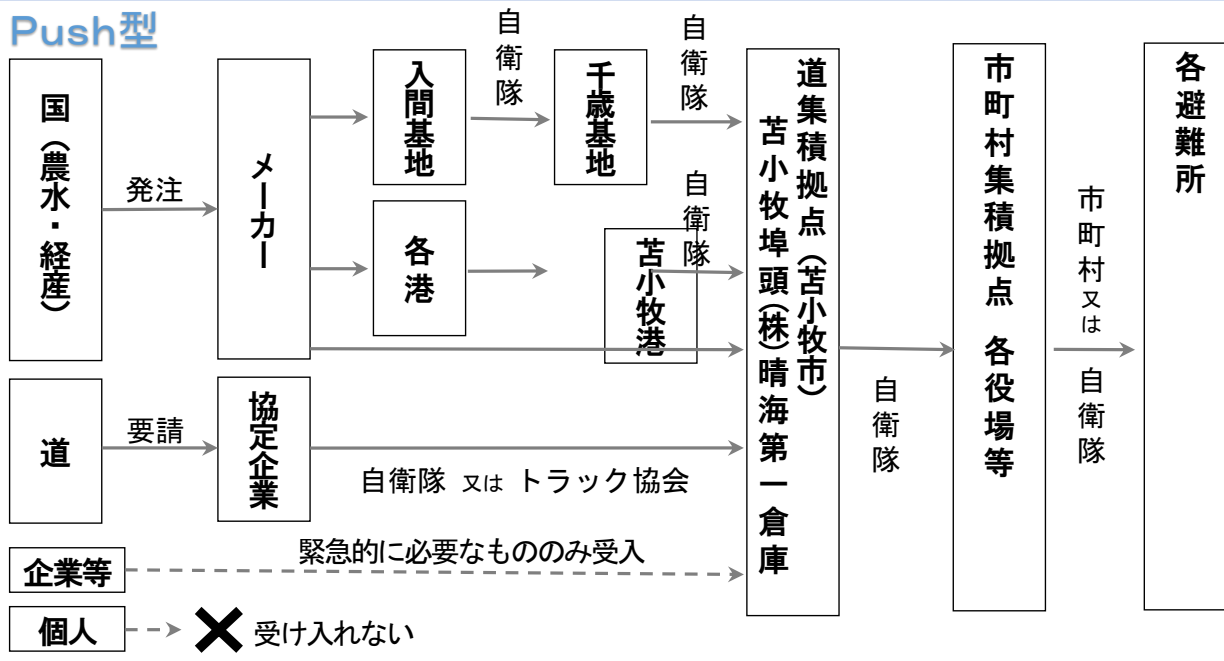 Push型
国（農水・経産）
発注
メーカー
入間基地
自衛隊
千歳基地
自衛隊
各港
苫小牧港
自衛隊
道集積拠点（苫小牧市）
苫小牧埠頭㈱晴海第一倉庫
自衛隊
市町村集積拠点 各役場等
市町村又は
自衛隊
各避難所
道
要請
協定企業
自衛隊 又は トラック協会
企業等
緊急的に必要なもののみ受入
個人
受け入れない